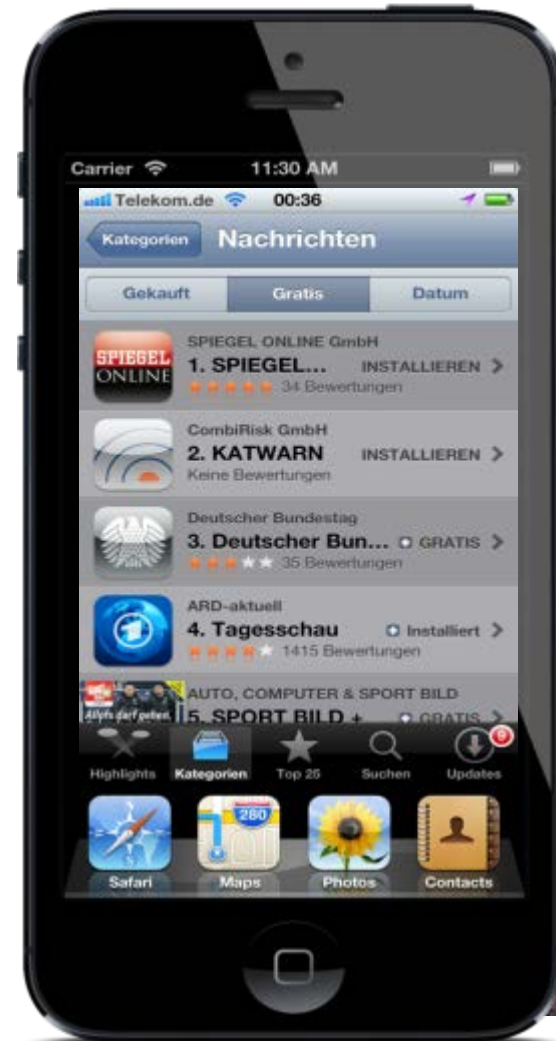 Carrier 11:30 AM
Telekom.de 00:36
Kategorien Nachrichten
Gekauft Gratis Datum
SPIEGEL ONLINE
SPIEGEL ONLINE GmbH
1. SPIEGEL... INSTALLIEREN
34 Bewertungen
CombiRisk GmbH
2. KATWARN INSTALLIEREN
Keine Bewertungen
Deutscher Bundestag
3. Deutscher Bun... GRATIS
35 Bewertungen
ARD-aktuell
4. Tagesschau Installiert
1415 Bewertungen
AUTO, COMPUTER & SPORT BILD
5. SPORT BILD + GRATIS
9
Highlights Kategorien Top 25 Suchen Updates
280
Safari Maps Photos Contacts